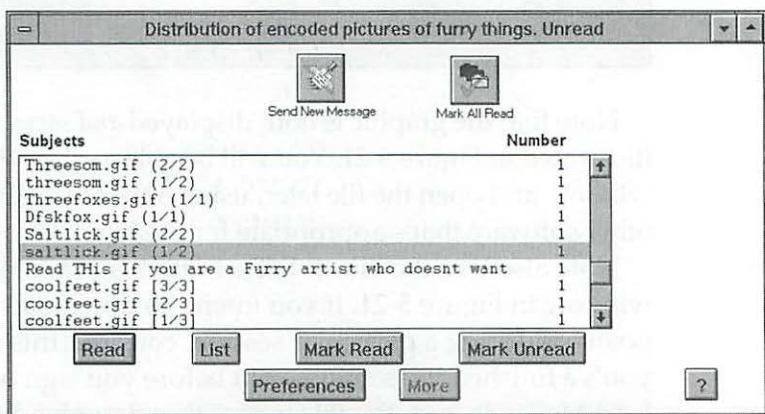 Distribution of encoded pictures of furry things. Unread
Send New Message
Mark All Read
Subjects Number
Threesom.gif (2/2) 1
threesom.gif (1/2) 1
Threefoxes.gif (1/1) 1
Dfskfox.gif (1/1) 1
Saltlick.gif (2/2) 1
saltlick.gif (1/2) 1
Read THis If you are a Furry artist who doesnt want 1
coolfeet.gif [3/3] 1
coolfeet.gif [2/3] 1
coolfeet.gif [1/3] 1
Read List Mark Read Mark Unread
Preferences More ?